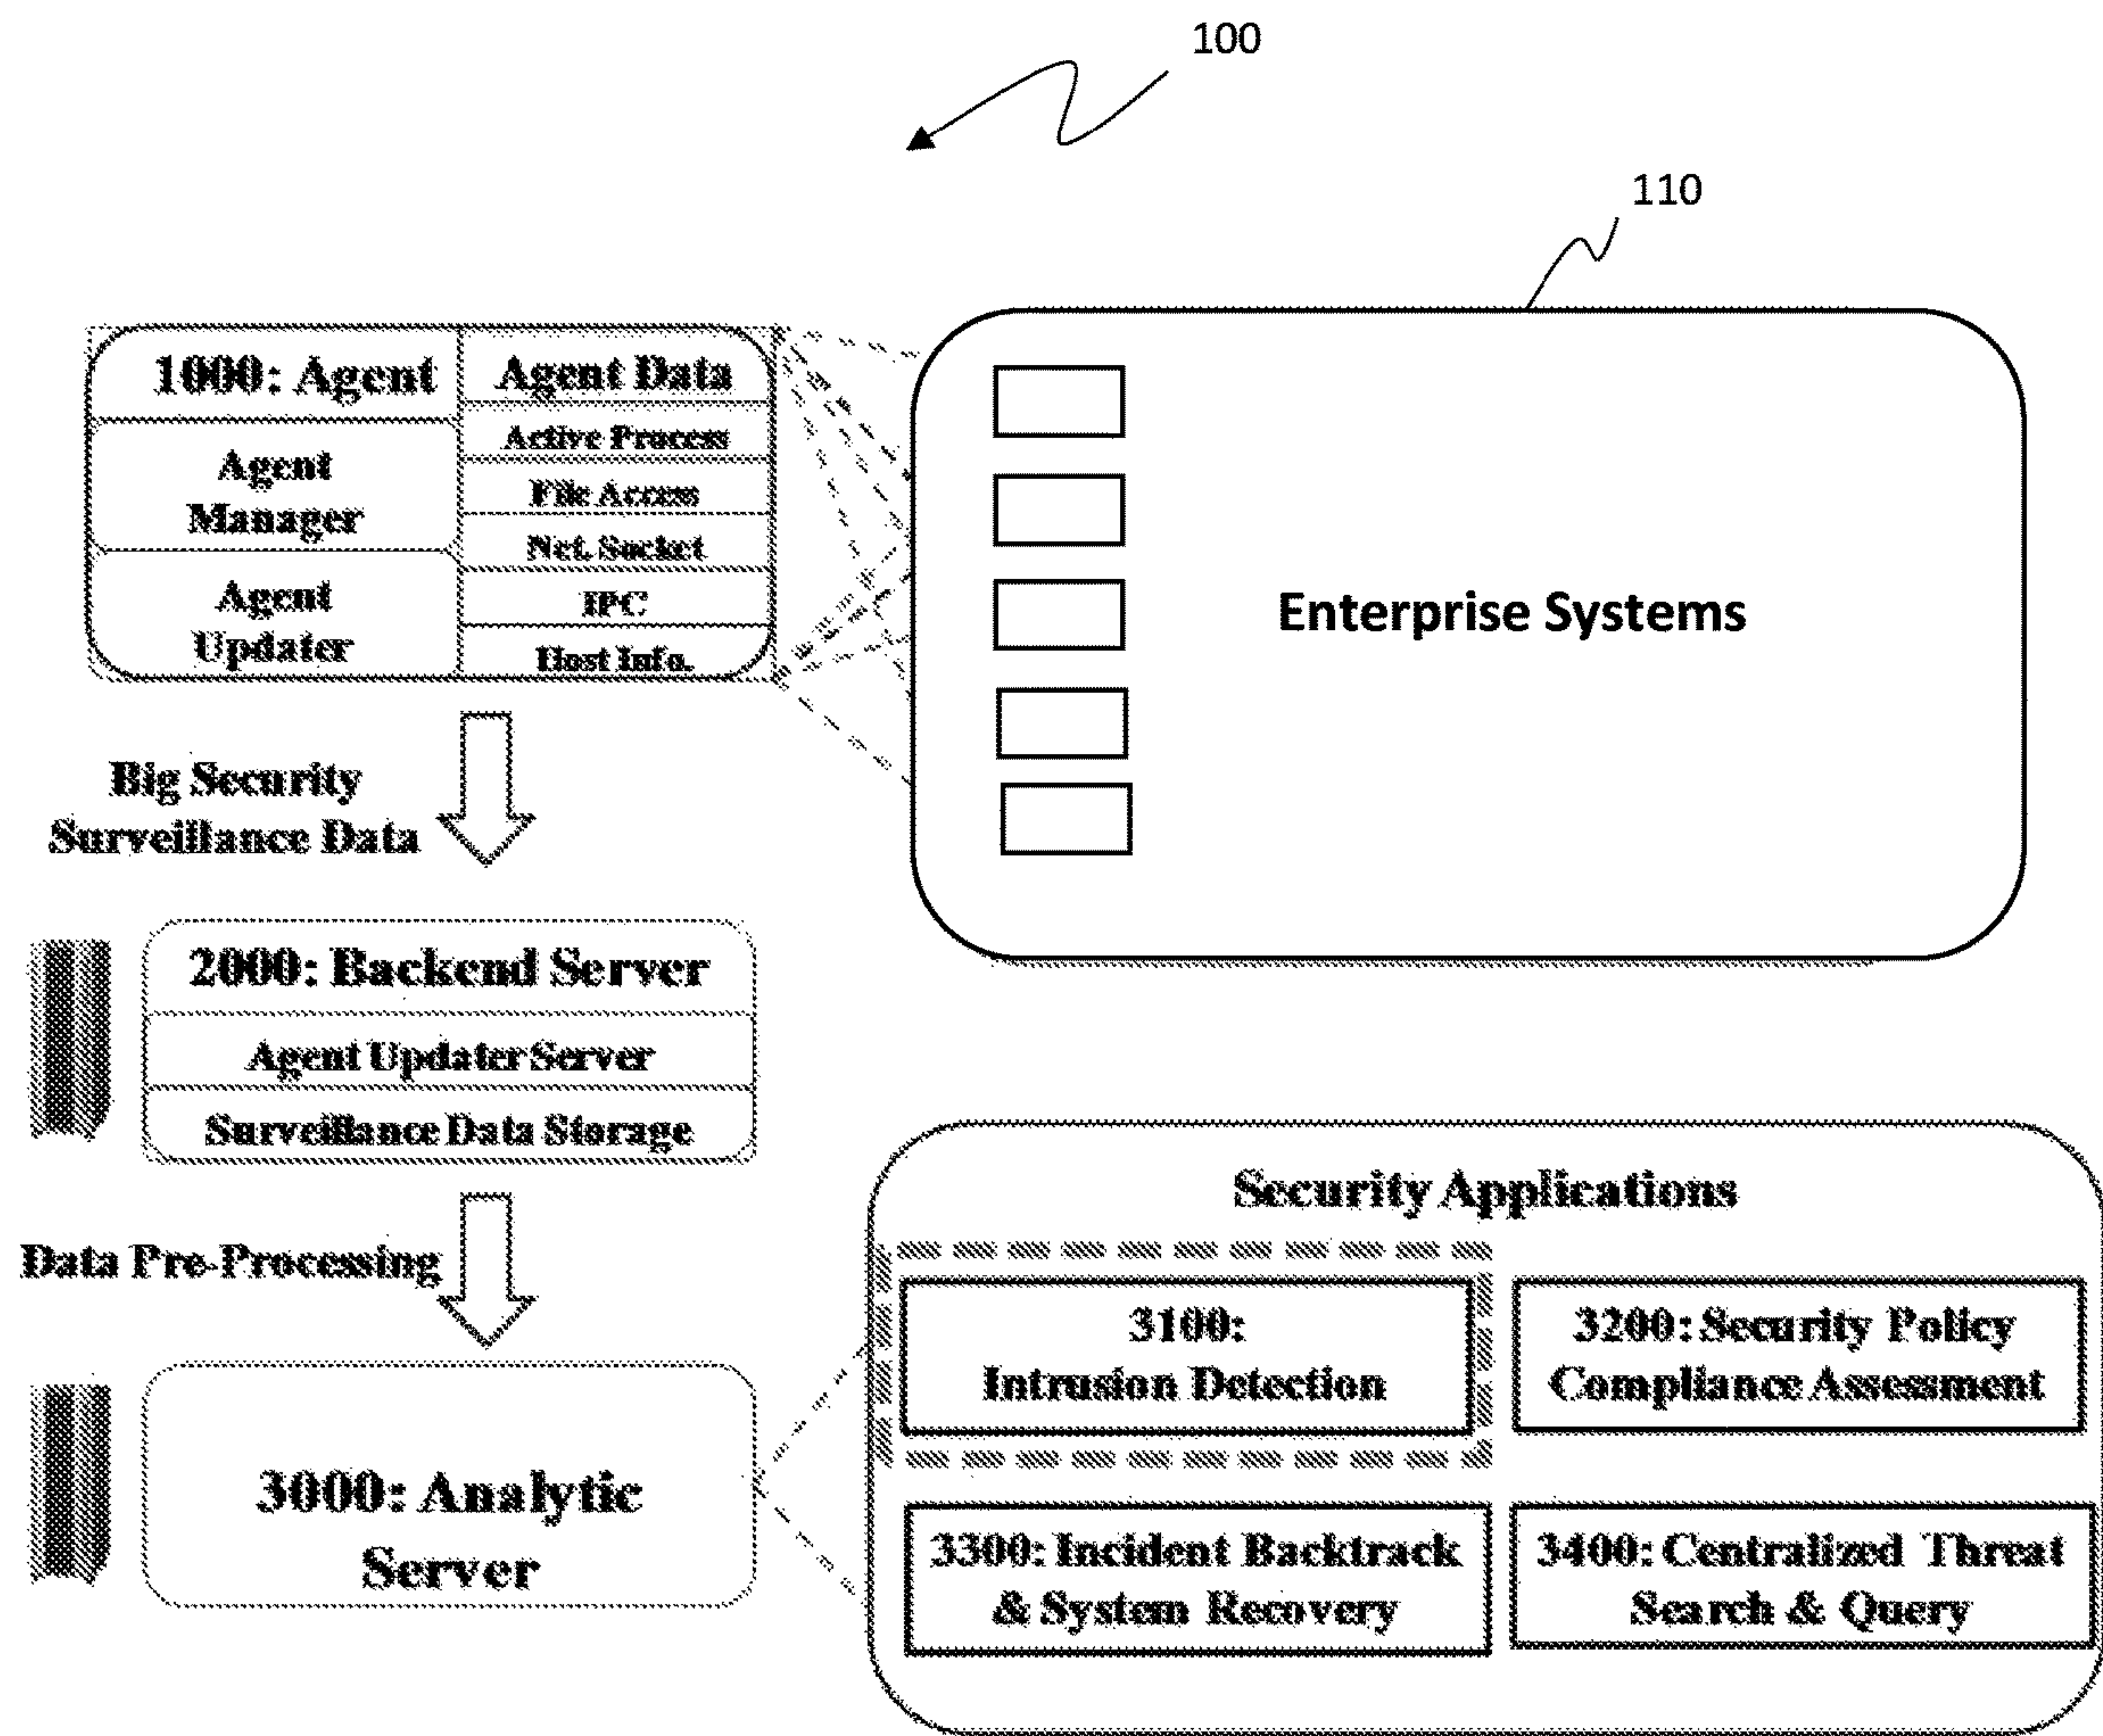 100
110
1000: Agent
Agent Data
Agent
Manager
Agent
Updater
Active Process
File Access
Net. Socket
IPC
Host Info.
Enterprise Systems
Big Security
Surveillance Data
2000: Backend Server
Agent Updater Server
Surveillance Data Storage
Data Pre-Processing
3000: Analytic
Server
Security Applications
3100:
Intrusion Detection
3200: Security Policy
Compliance Assessment
3300: Incident Backtrack
& System Recovery
3400: Centralized Threat
Search & Query